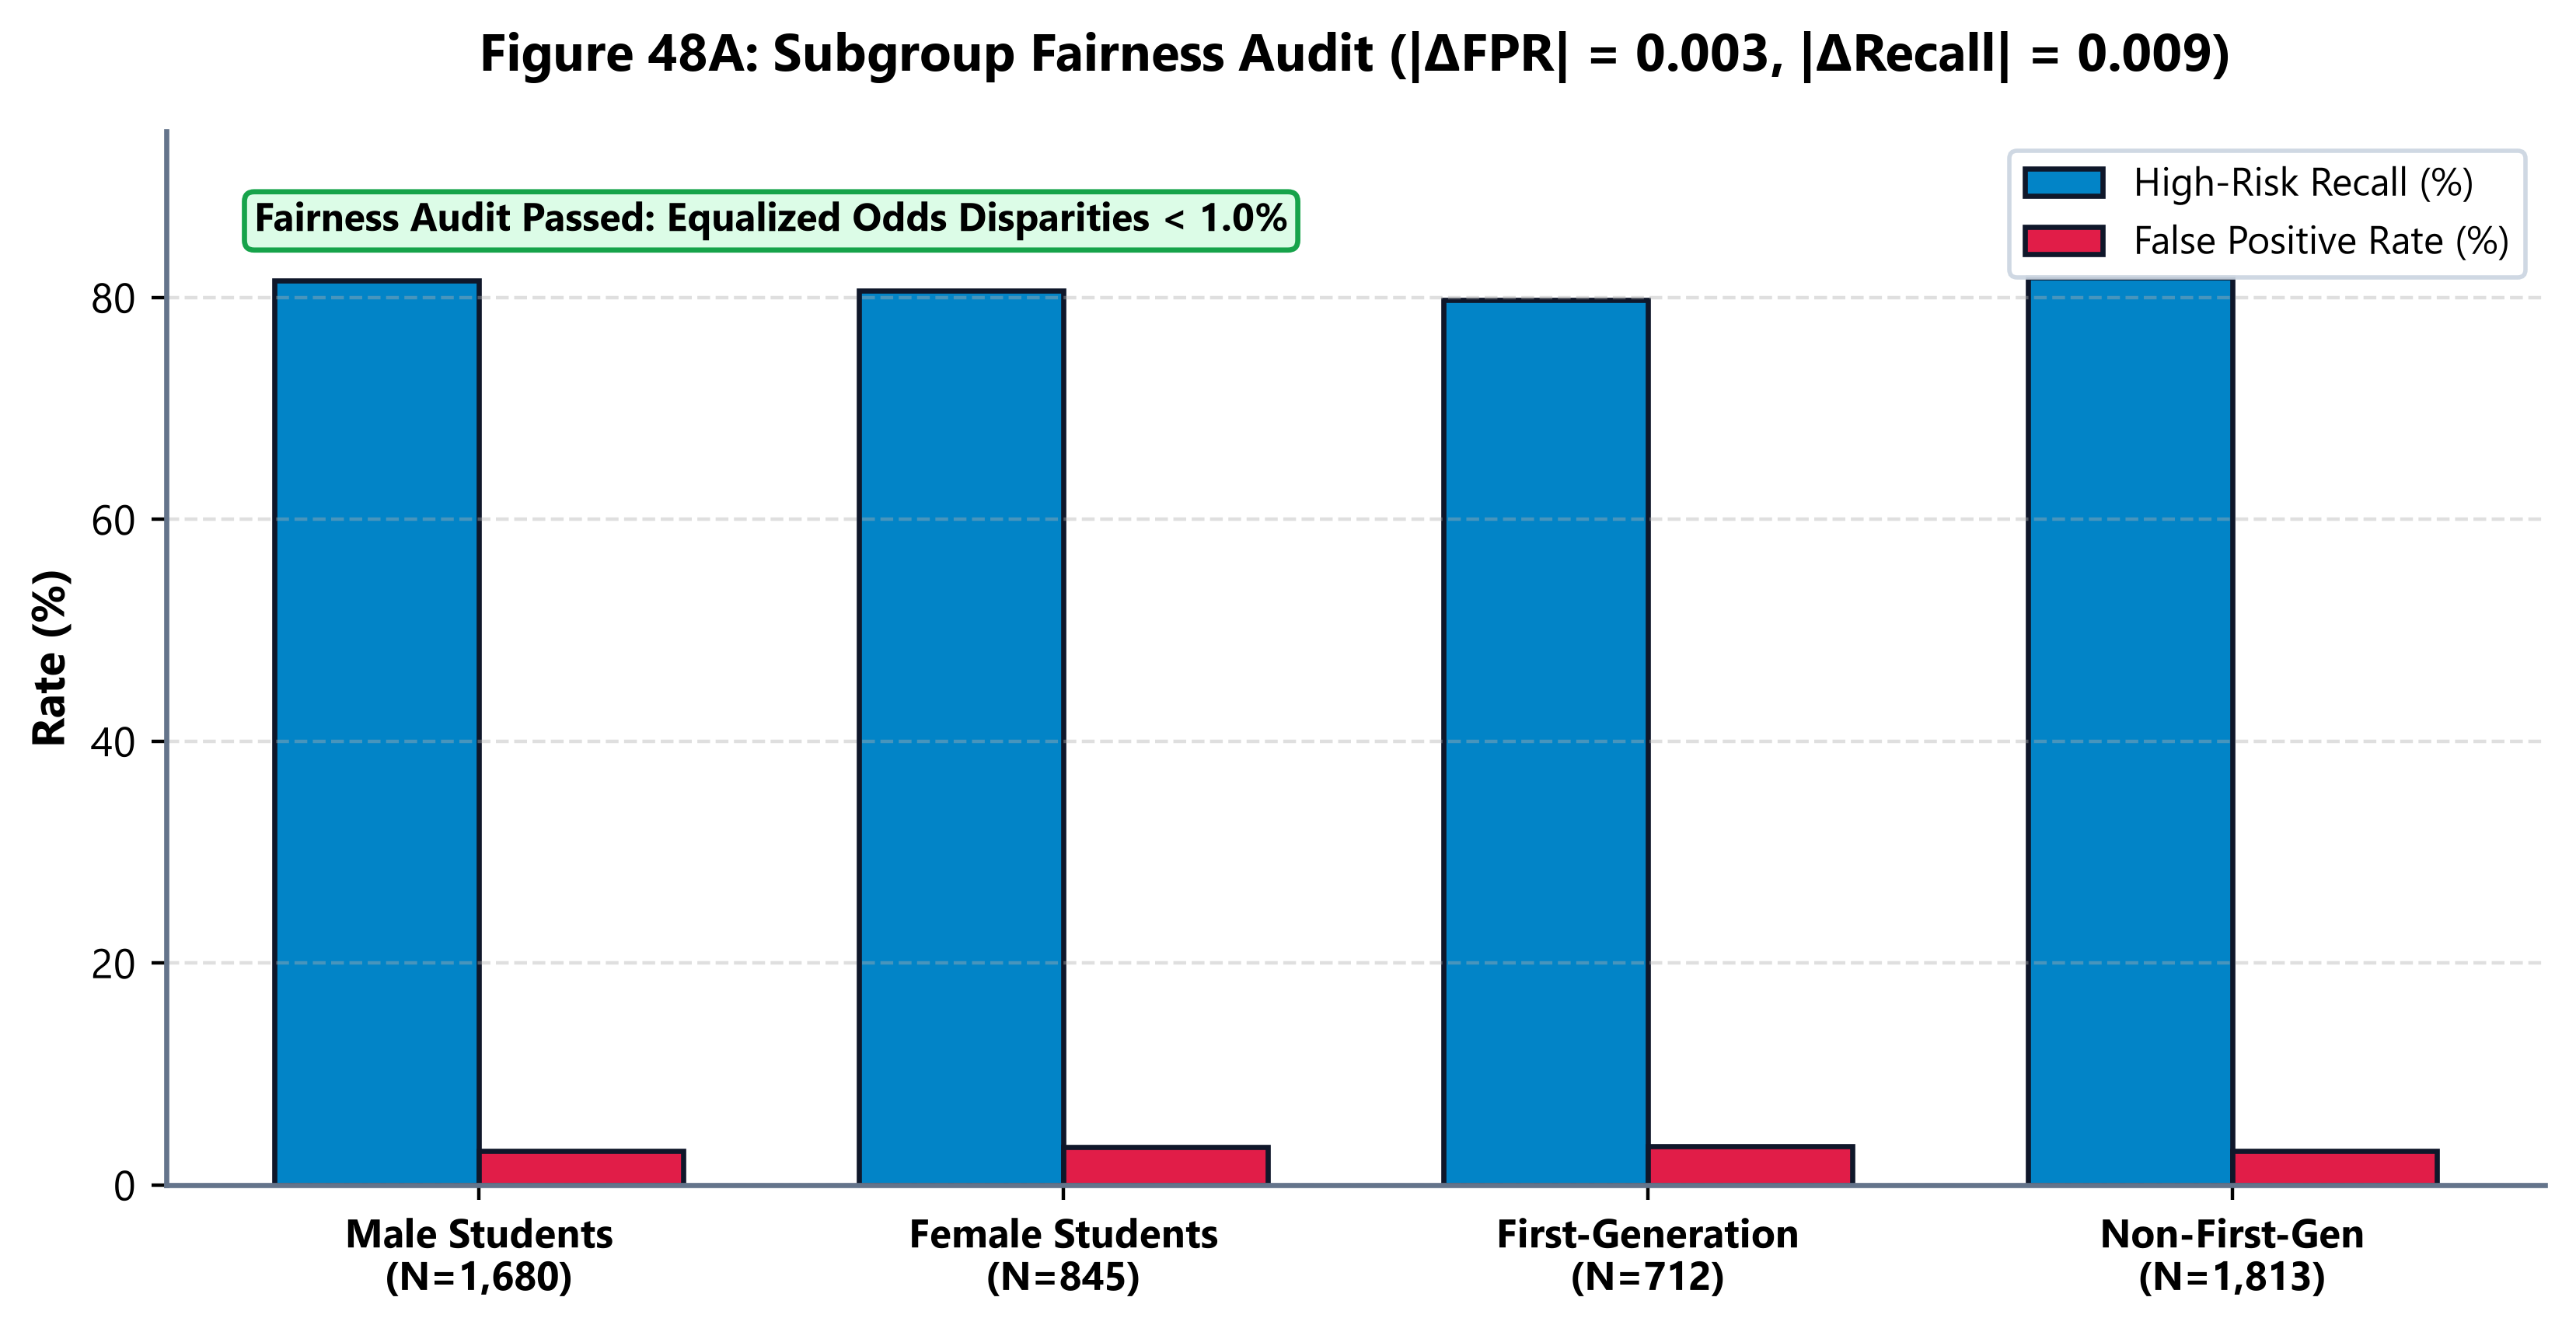 Figure 48A: Subgroup Fairness Audit (|ΔFPR| = 0.003, |ΔRecall| = 0.009)
High-Risk Recall (%)
False Positive Rate (%)
Fairness Audit Passed: Equalized Odds Disparities < 1.0%
Rate (%)
80
60
40
20
0
Male Students
(N=1,680)
Female Students
(N=845)
First-Generation
(N=712)
Non-First-Gen
(N=1,813)